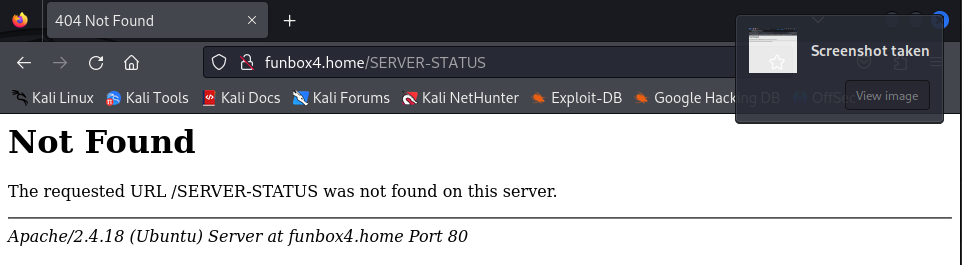 404 Not Found
funbox4.home/SERVER-STATUS
Screenshot taken
View image
Kali Linux Kali Tools Kali Docs Kali Forums Kali NetHunter Exploit-DB Google Hacking DB OffSec
Not Found
The requested URL /SERVER-STATUS was not found on this server.
Apache/2.4.18 (Ubuntu) Server at funbox4.home Port 80